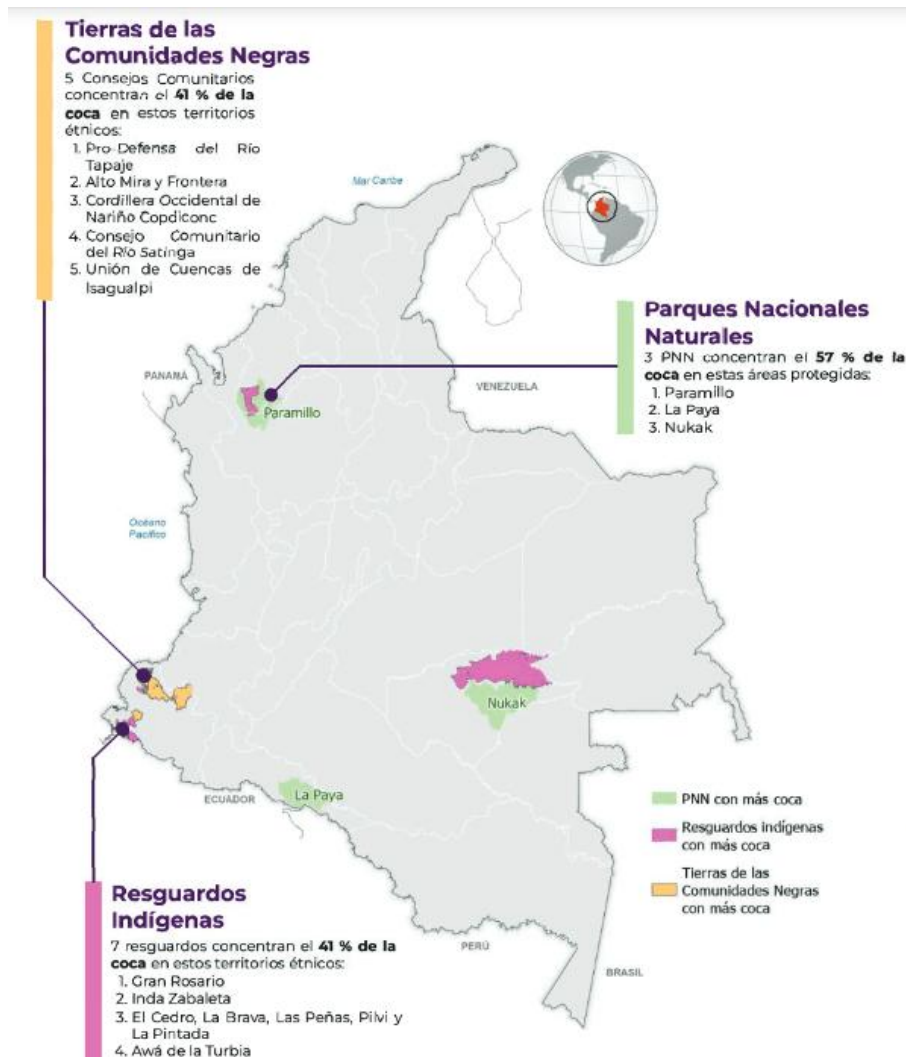 Tierras de las
Comunidades Negras
5 Consejos Comunitarios
concentran el 41 % de la
coca en estos territorios
étnicos:
1. Pro-Defensa del Río
Tapaje
2. Alto Mira y Frontera
3. Cordillera Occidental de
Nariño Copdiconc
4. Consejo Comunitario
del Río Satinga
5. Unión de Cuencas de
Isagualpi
Mar Caribe
Parques Nacionales
Naturales
3 PNN concentran el 57 % de la
coca en estas áreas protegidas:
1. Paramillo
2. La Paya
3. Nukak
PANAMÁ
VENEZUELA
Paramillo
Océano
Pacífico
Nukak
La Paya
ECUADOR
PNN con más coca
Resguardos indígenas
con más coca
Tierras de las
Comunidades Negras
con más coca
PERÚ
BRASIL
Resguardos
Indígenas
7 resguardos concentran el 41 % de la
coca en estos territorios étnicos:
1. Gran Rosario
2. Inda Zabaleta
3. El Cedro, La Brava, Las Peñas, Pilvi y
La Pintada
4. Awá de la Turbia